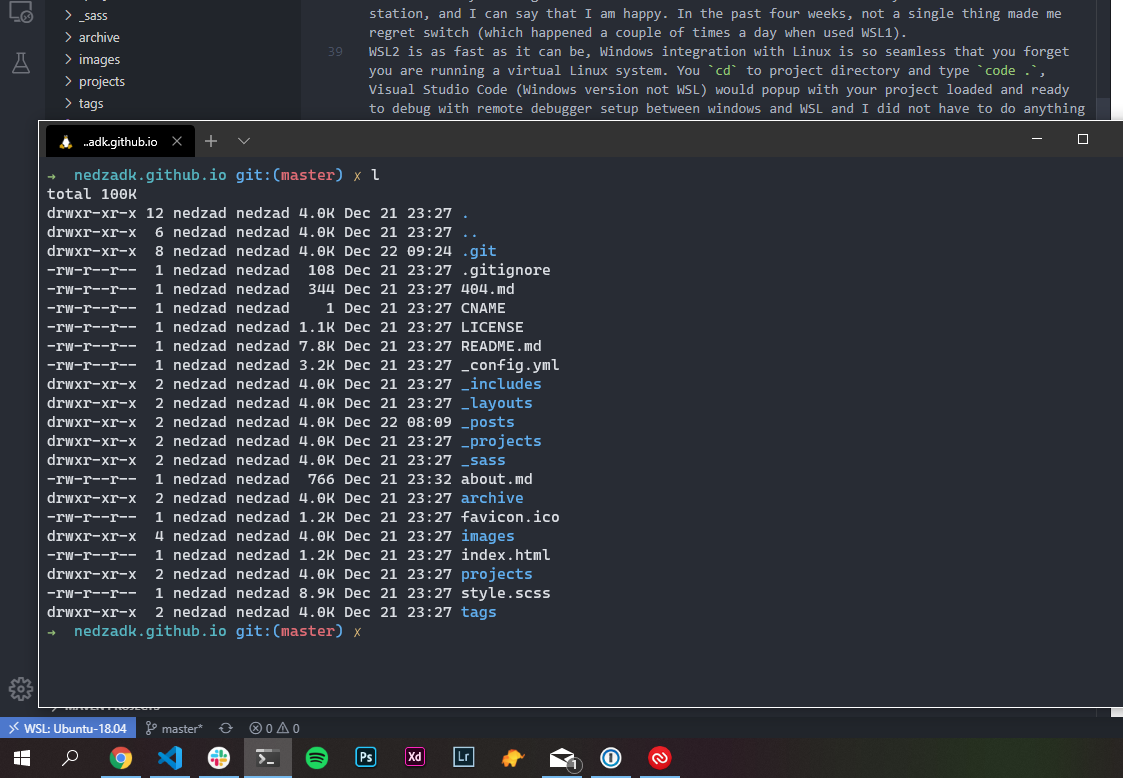 station, and I can say that I am happy. In the past four weeks, not a single thing made me
regret switch (which happened a couple of times a day when used WSL1).
39 WSL2 is as fast as it can be, Windows integration with Linux is so seamless that you forget
you are running a virtual Linux system. You `cd` to project directory and type `code .`,
Visual Studio Code (Windows version not WSL) would popup with your project loaded and ready
to debug with remote debugger setup between windows and WSL and I did not have to do anything
_sass
archive
images
projects
tags
..adk.github.io
→ nedzadk.github.io git:(master) ✗ l
total 100K
drwxr-xr-x 12 nedzad nedzad 4.0K Dec 21 23:27 .
drwxr-xr-x 6 nedzad nedzad 4.0K Dec 21 23:27 ..
drwxr-xr-x 8 nedzad nedzad 4.0K Dec 22 09:24 .git
-rw-r--r-- 1 nedzad nedzad 108 Dec 21 23:27 .gitignore
-rw-r--r-- 1 nedzad nedzad 344 Dec 21 23:27 404.md
-rw-r--r-- 1 nedzad nedzad 1 Dec 21 23:27 CNAME
-rw-r--r-- 1 nedzad nedzad 1.1K Dec 21 23:27 LICENSE
-rw-r--r-- 1 nedzad nedzad 7.8K Dec 21 23:27 README.md
-rw-r--r-- 1 nedzad nedzad 3.2K Dec 21 23:27 _config.yml
drwxr-xr-x 2 nedzad nedzad 4.0K Dec 21 23:27 _includes
drwxr-xr-x 2 nedzad nedzad 4.0K Dec 21 23:27 _layouts
drwxr-xr-x 2 nedzad nedzad 4.0K Dec 22 08:09 _posts
drwxr-xr-x 2 nedzad nedzad 4.0K Dec 21 23:27 _projects
drwxr-xr-x 2 nedzad nedzad 4.0K Dec 21 23:27 _sass
-rw-r--r-- 1 nedzad nedzad 766 Dec 21 23:32 about.md
drwxr-xr-x 2 nedzad nedzad 4.0K Dec 21 23:27 archive
-rw-r--r-- 1 nedzad nedzad 1.2K Dec 21 23:27 favicon.ico
drwxr-xr-x 4 nedzad nedzad 4.0K Dec 21 23:27 images
-rw-r--r-- 1 nedzad nedzad 1.2K Dec 21 23:27 index.html
drwxr-xr-x 2 nedzad nedzad 4.0K Dec 21 23:27 projects
-rw-r--r-- 1 nedzad nedzad 8.9K Dec 21 23:27 style.scss
drwxr-xr-x 2 nedzad nedzad 4.0K Dec 21 23:27 tags
→ nedzadk.github.io git:(master) ✗
WSL: Ubuntu-18.04 master* 0 0
Ps Xd Lr 1